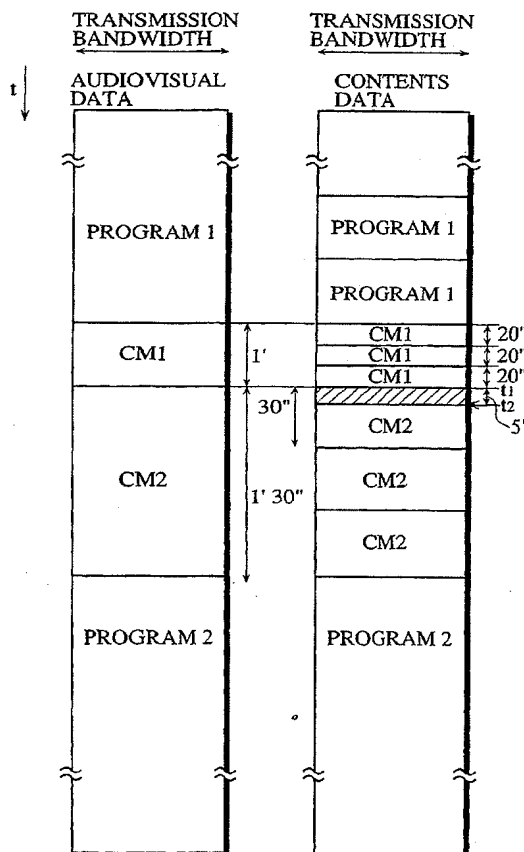 TRANSMISSION
BANDWIDTH
TRANSMISSION
BANDWIDTH
t
AUDIOVISUAL
DATA
CONTENTS
DATA
PROGRAM 1
PROGRAM 1
PROGRAM 1
CM1
1'
CM1
20"
CM1
20"
CM1
20"
t1
t2
5'
30"
CM2
CM2
1' 30"
CM2
CM2
PROGRAM 2
PROGRAM 2